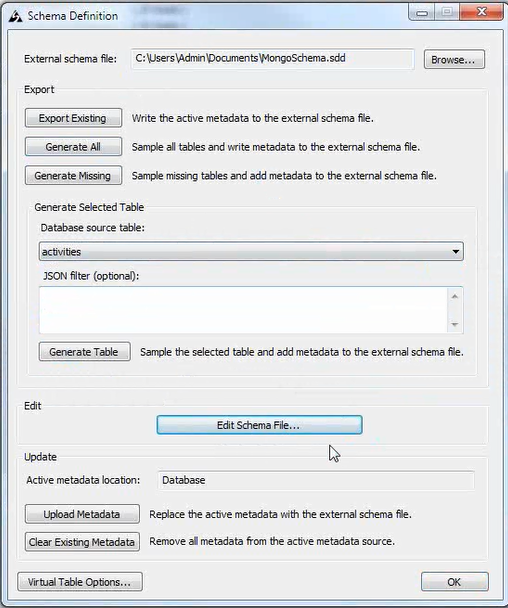 Schema Definition
External schema file: C:\Users\Admin\Documents\MongoSchema.sdd Browse...
Export
Export Existing Write the active metadata to the external schema file.
Generate All Sample all tables and write metadata to the external schema file.
Generate Missing Sample missing tables and add metadata to the external schema file.
Generate Selected Table
Database source table:
activities
JSON filter (optional):
Generate Table Sample the selected table and add metadata to the external schema file.
Edit
Edit Schema File...
Update
Active metadata location: Database
Upload Metadata Replace the active metadata with the external schema file.
Clear Existing Metadata Remove all metadata from the active metadata source.
Virtual Table Options... OK